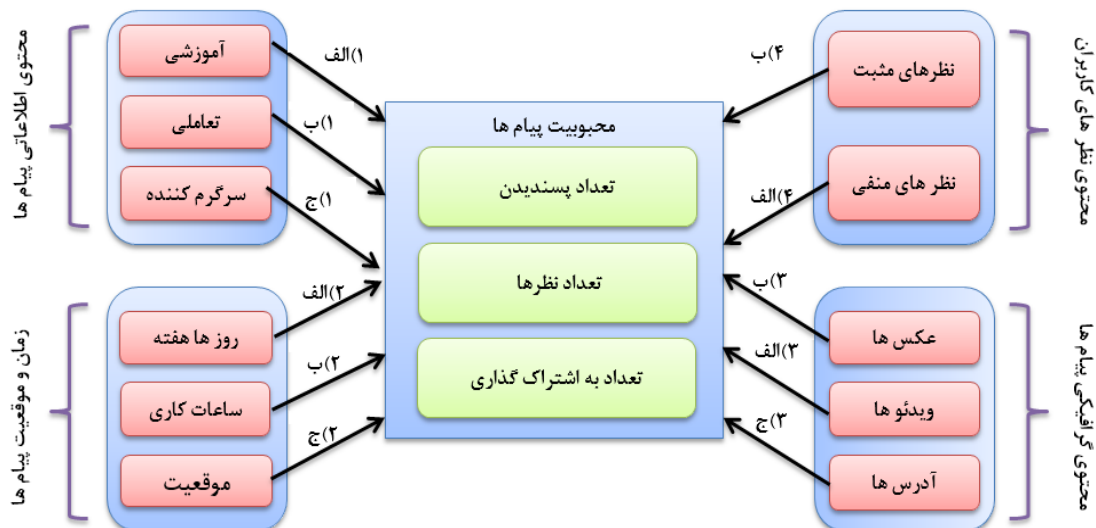 محتوی نظر های کاربران
نظرهای مثبت
نظر های منفی
۴)ب
۴)الف
محتوی گرافیکی پیام ها
عکس ها
ویدئو ها
آدرس ها
۳)ب
۳)الف
۳)ج
محبوبیت پیام ها
تعداد پسندیدن
تعداد نظرها
تعداد به اشتراک گذاری
۱)الف
۱)ب
۱)ج
آموزشی
تعاملی
سرگرم کننده
محتوی اطلاعاتی پیام ها
۲)الف
۲)ب
۲)ج
روز ها هفته
ساعات کاری
موقعیت
زمان و موقعیت پیام ها